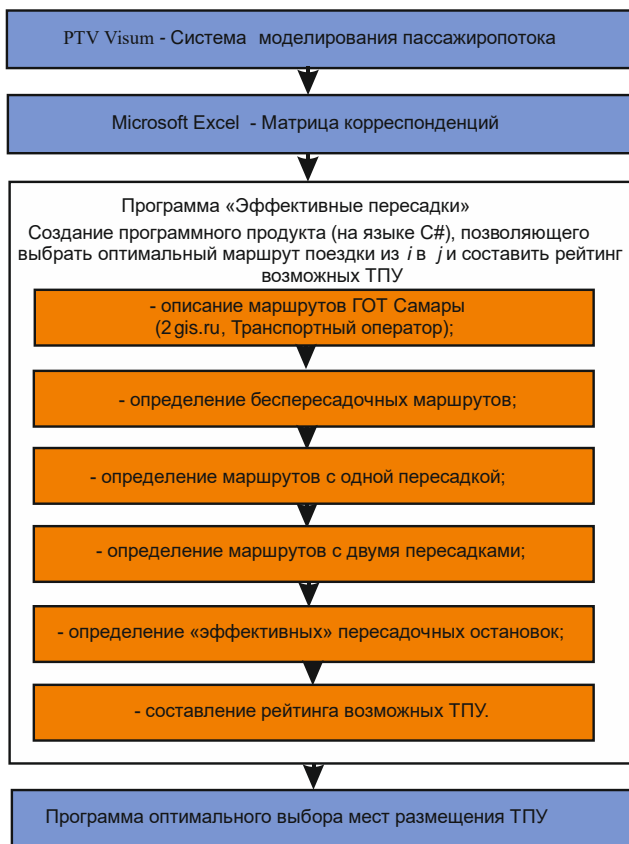 PTV Visum - Система моделирования пассажиропотока
Microsoft Excel - Матрица корреспонденций
Программа «Эффективные пересадки»
Создание программного продукта (на языке C#), позволяющего
выбрать оптимальный маршрут поездки из i в j и составить рейтинг
возможных ТПУ
- описание маршрутов ГОТ Самары
(2gis.ru, Транспортный оператор);
- определение беспересадочных маршрутов;
- определение маршрутов с одной пересадкой;
- определение маршрутов с двумя пересадками;
- определение «эффективных» пересадочных остановок;
- составление рейтинга возможных ТПУ.
Программа оптимального выбора мест размещения ТПУ